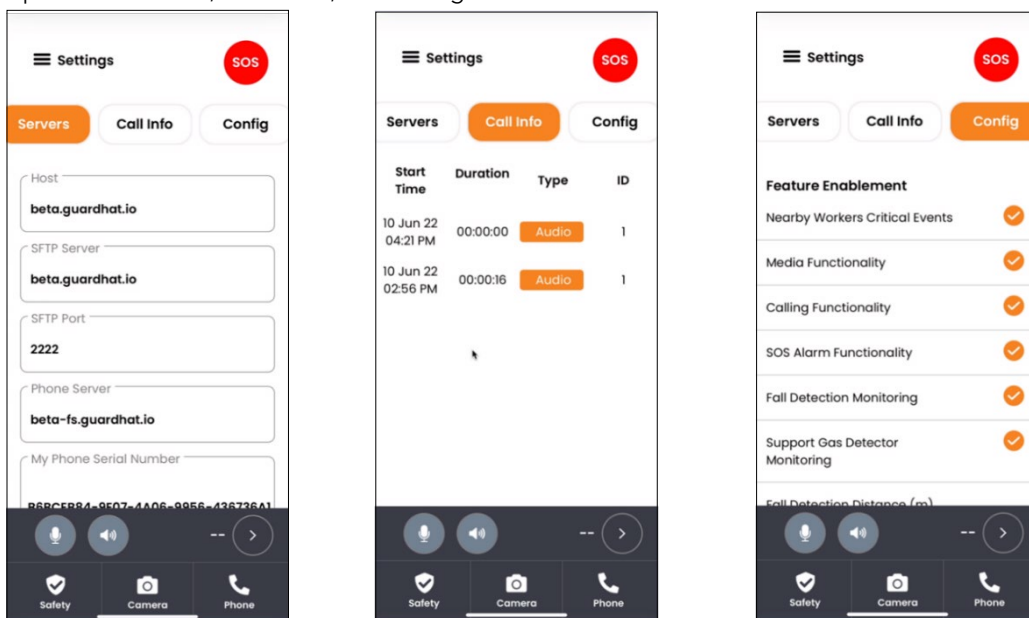 Settings
SOS
Servers
Call Info
Config
Host
beta.guardhat.io
SFTP Server
beta.guardhat.io
SFTP Port
2222
Phone Server
beta-fs.guardhat.io
My Phone Serial Number
--
Safety
Camera
Phone
Settings
SOS
Servers
Call Info
Config
Start Time
Duration
Type
ID
10 Jun 22
04:21 PM
00:00:00
Audio
1
10 Jun 22
02:56 PM
00:00:16
Audio
1
--
Safety
Camera
Phone
Settings
SOS
Servers
Call Info
Config
Feature Enablement
Nearby Workers Critical Events
Media Functionality
Calling Functionality
SOS Alarm Functionality
Fall Detection Monitoring
Support Gas Detector
Monitoring
Fall Detection Distance (m)
--
Safety
Camera
Phone